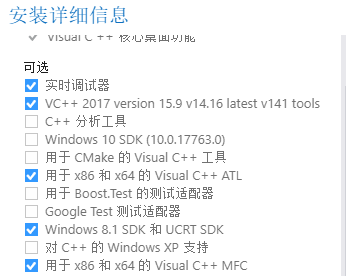 安装详细信息
Visual C++ 核心桌面功能
可选
实时调试器
VC++ 2017 version 15.9 v14.16 latest v141 tools
C++ 分析工具
Windows 10 SDK (10.0.17763.0)
用于 CMake 的 Visual C++ 工具
用于 x86 和 x64 的 Visual C++ ATL
用于 Boost.Test 的测试适配器
Google Test 测试适配器
Windows 8.1 SDK 和 UCRT SDK
对 C++ 的 Windows XP 支持
用于 x86 和 x64 的 Visual C++ MFC